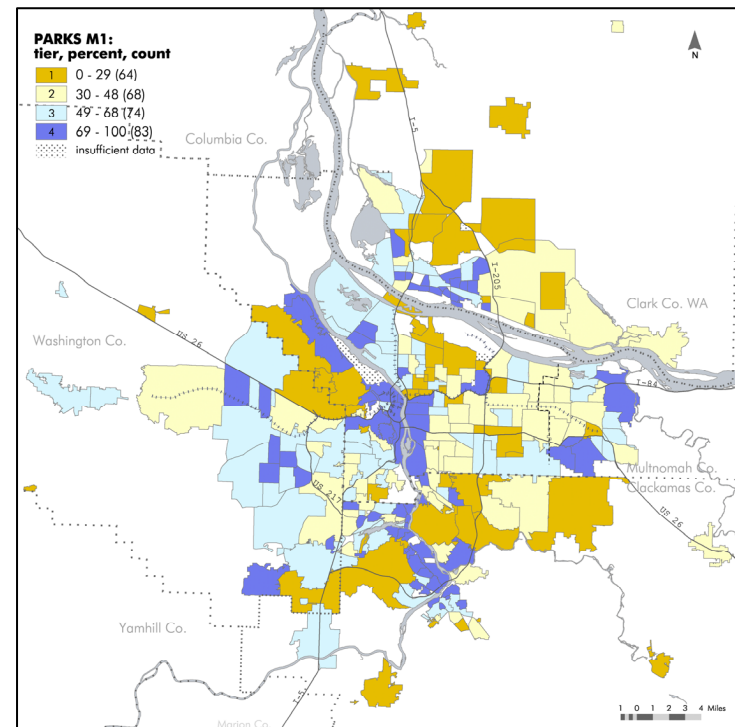 PARKS M1:
tier, percent, count
1 0 - 29 (64)
2 30 - 48 (68)
3 49 - 68 (74)
4 69 - 100 (83)
insufficient data
N
Columbia Co.
I-5
I-205
Clark Co. WA
Washington Co.
US 26
I-84
US 217
Multnomah Co.
Clackamas Co.
US 26
Yamhill Co.
I-5
Marion Co.
1 0 1 2 3 4 Miles